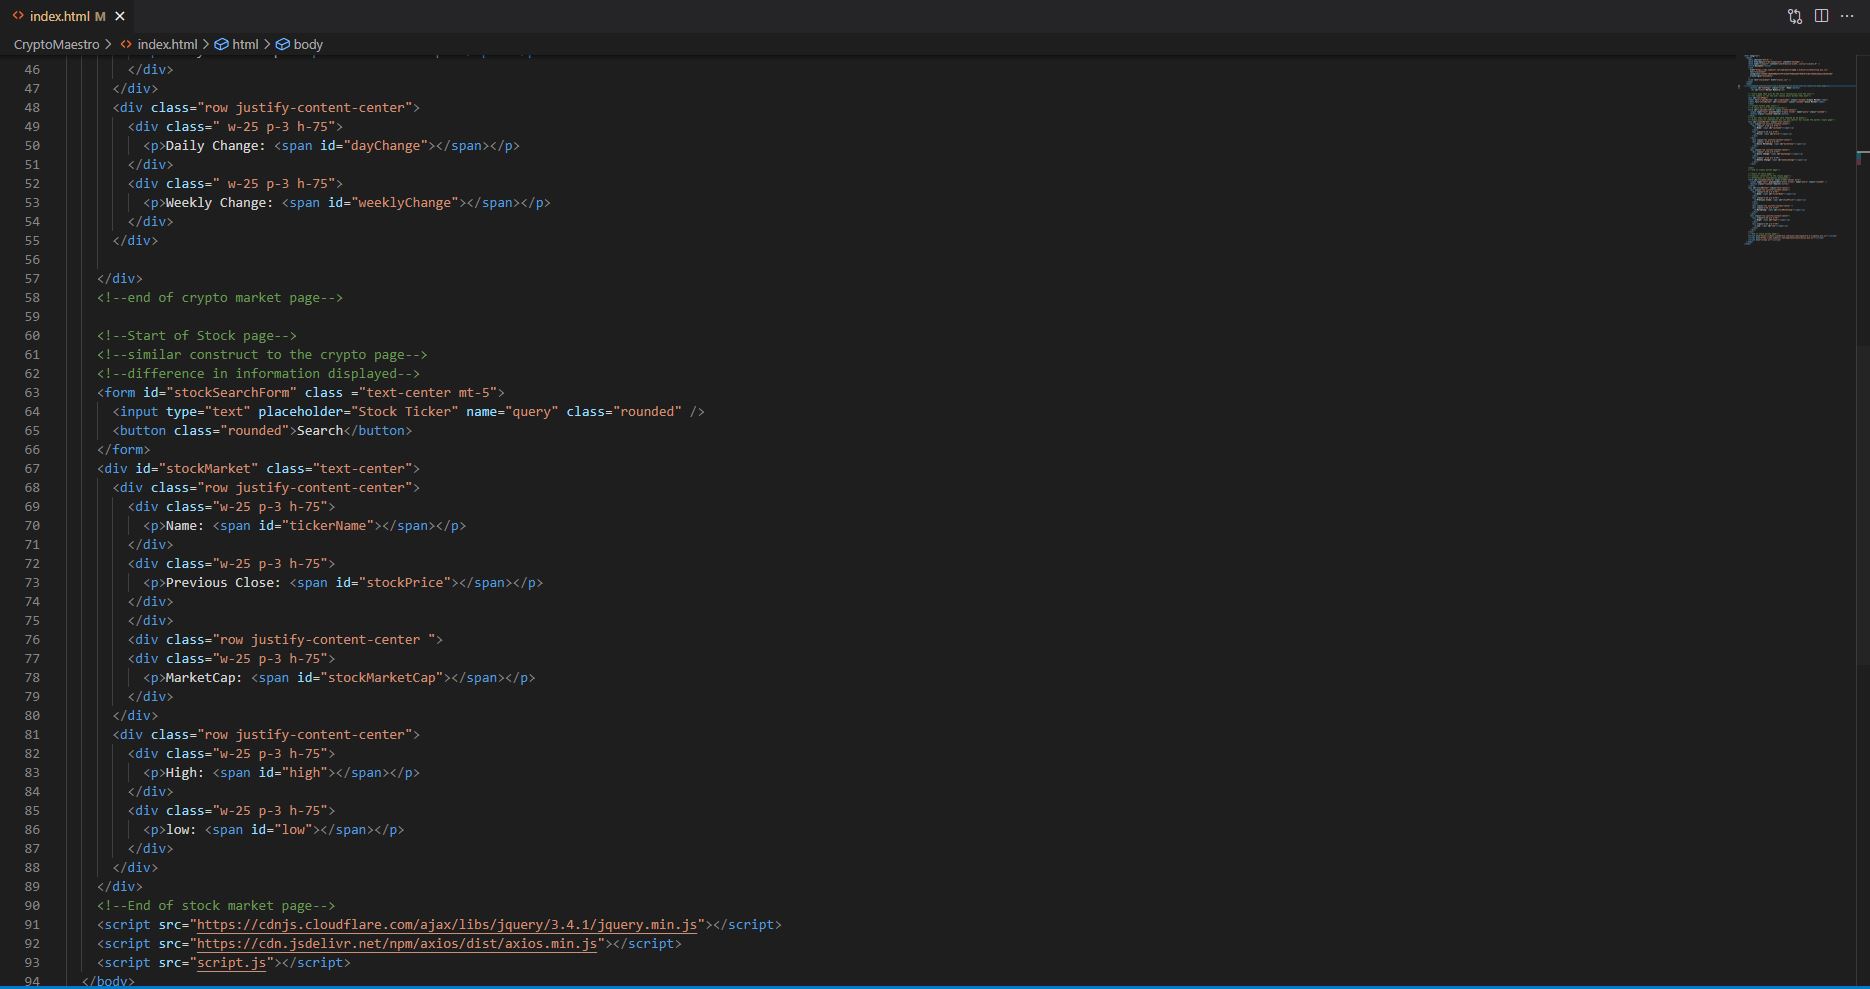 index.html M
CryptoMaestro > index.html > html > body
46 </div>
47 </div>
48 <div class="row justify-content-center">
49 <div class=" w-25 p-3 h-75">
50 <p>Daily Change: <span id="dayChange"></span></p>
51 </div>
52 <div class=" w-25 p-3 h-75">
53 <p>Weekly Change: <span id="weeklyChange"></span></p>
54 </div>
55 </div>
56
57 </div>
58 <!--end of crypto market page-->
59
60 <!--Start of Stock page-->
61 <!--similar construct to the crypto page-->
62 <!--difference in information displayed-->
63 <form id="stockSearchForm" class ="text-center mt-5">
64 <input type="text" placeholder="Stock Ticker" name="query" class="rounded" />
65 <button class="rounded">Search</button>
66 </form>
67 <div id="stockMarket" class="text-center">
68 <div class="row justify-content-center">
69 <div class="w-25 p-3 h-75">
70 <p>Name: <span id="tickerName"></span></p>
71 </div>
72 <div class="w-25 p-3 h-75">
73 <p>Previous Close: <span id="stockPrice"></span></p>
74 </div>
75 </div>
76 <div class="row justify-content-center ">
77 <div class="w-25 p-3 h-75">
78 <p>MarketCap: <span id="stockMarketCap"></span></p>
79 </div>
80 </div>
81 <div class="row justify-content-center">
82 <div class="w-25 p-3 h-75">
83 <p>High: <span id="high"></span></p>
84 </div>
85 <div class="w-25 p-3 h-75">
86 <p>low: <span id="low"></span></p>
87 </div>
88 </div>
89 </div>
90 <!--End of stock market page-->
91 <script src="https://cdnjs.cloudflare.com/ajax/libs/jquery/3.4.1/jquery.min.js"></script>
92 <script src="https://cdn.jsdelivr.net/npm/axios/dist/axios.min.js"></script>
93 <script src="script.js"></script>
94 </body>